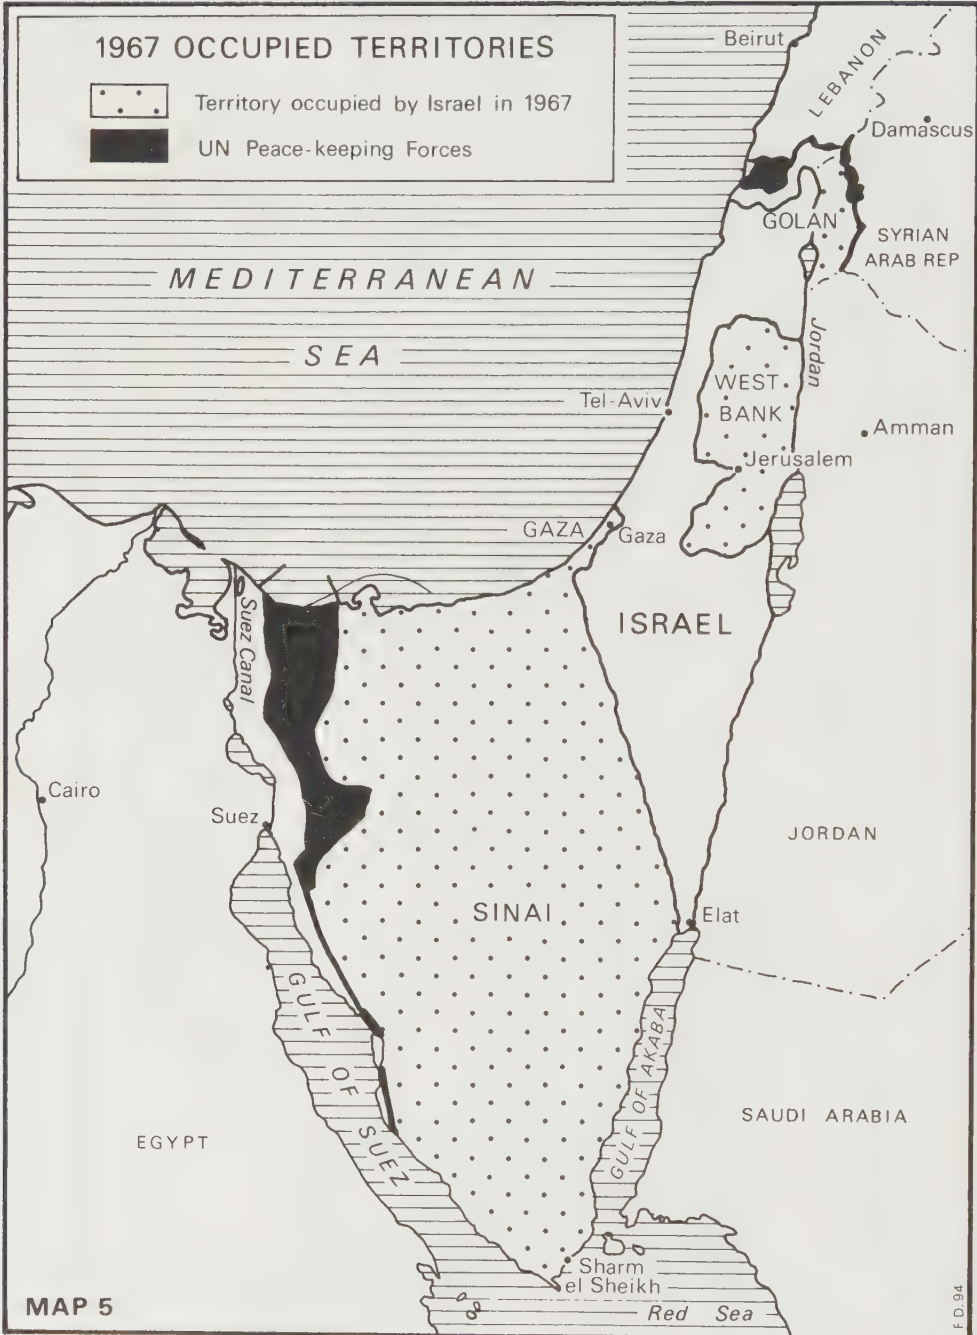 1967 OCCUPIED TERRITORIES
Territory occupied by Israel in 1967
UN Peace-keeping Forces
Beirut
LEBANON
Damascus
GOLAN
SYRIAN
ARAB REP
MEDITERRANEAN
SEA
Jordan
WEST
BANK
Tel-Aviv
Amman
Jerusalem
GAZA
Gaza
ISRAEL
Suez Canal
Cairo
Suez
JORDAN
SINAI
Elat
GULF OF SUEZ
GULF OF AKABA
SAUDI ARABIA
EGYPT
Sharm
el Sheikh
Red Sea
MAP 5
F D. 94